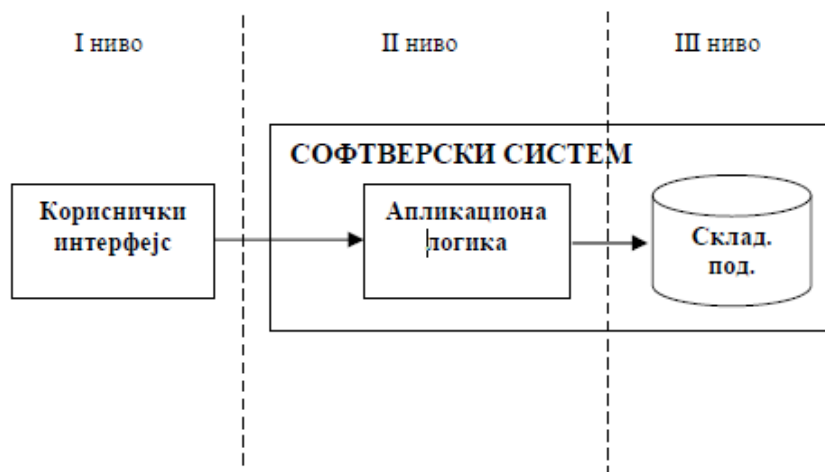 I ниво
II ниво
III ниво
СОФТВЕРСКИ СИСТЕМ
Кориснички
интерфејс
Апликациона
логика
Склад.
под.